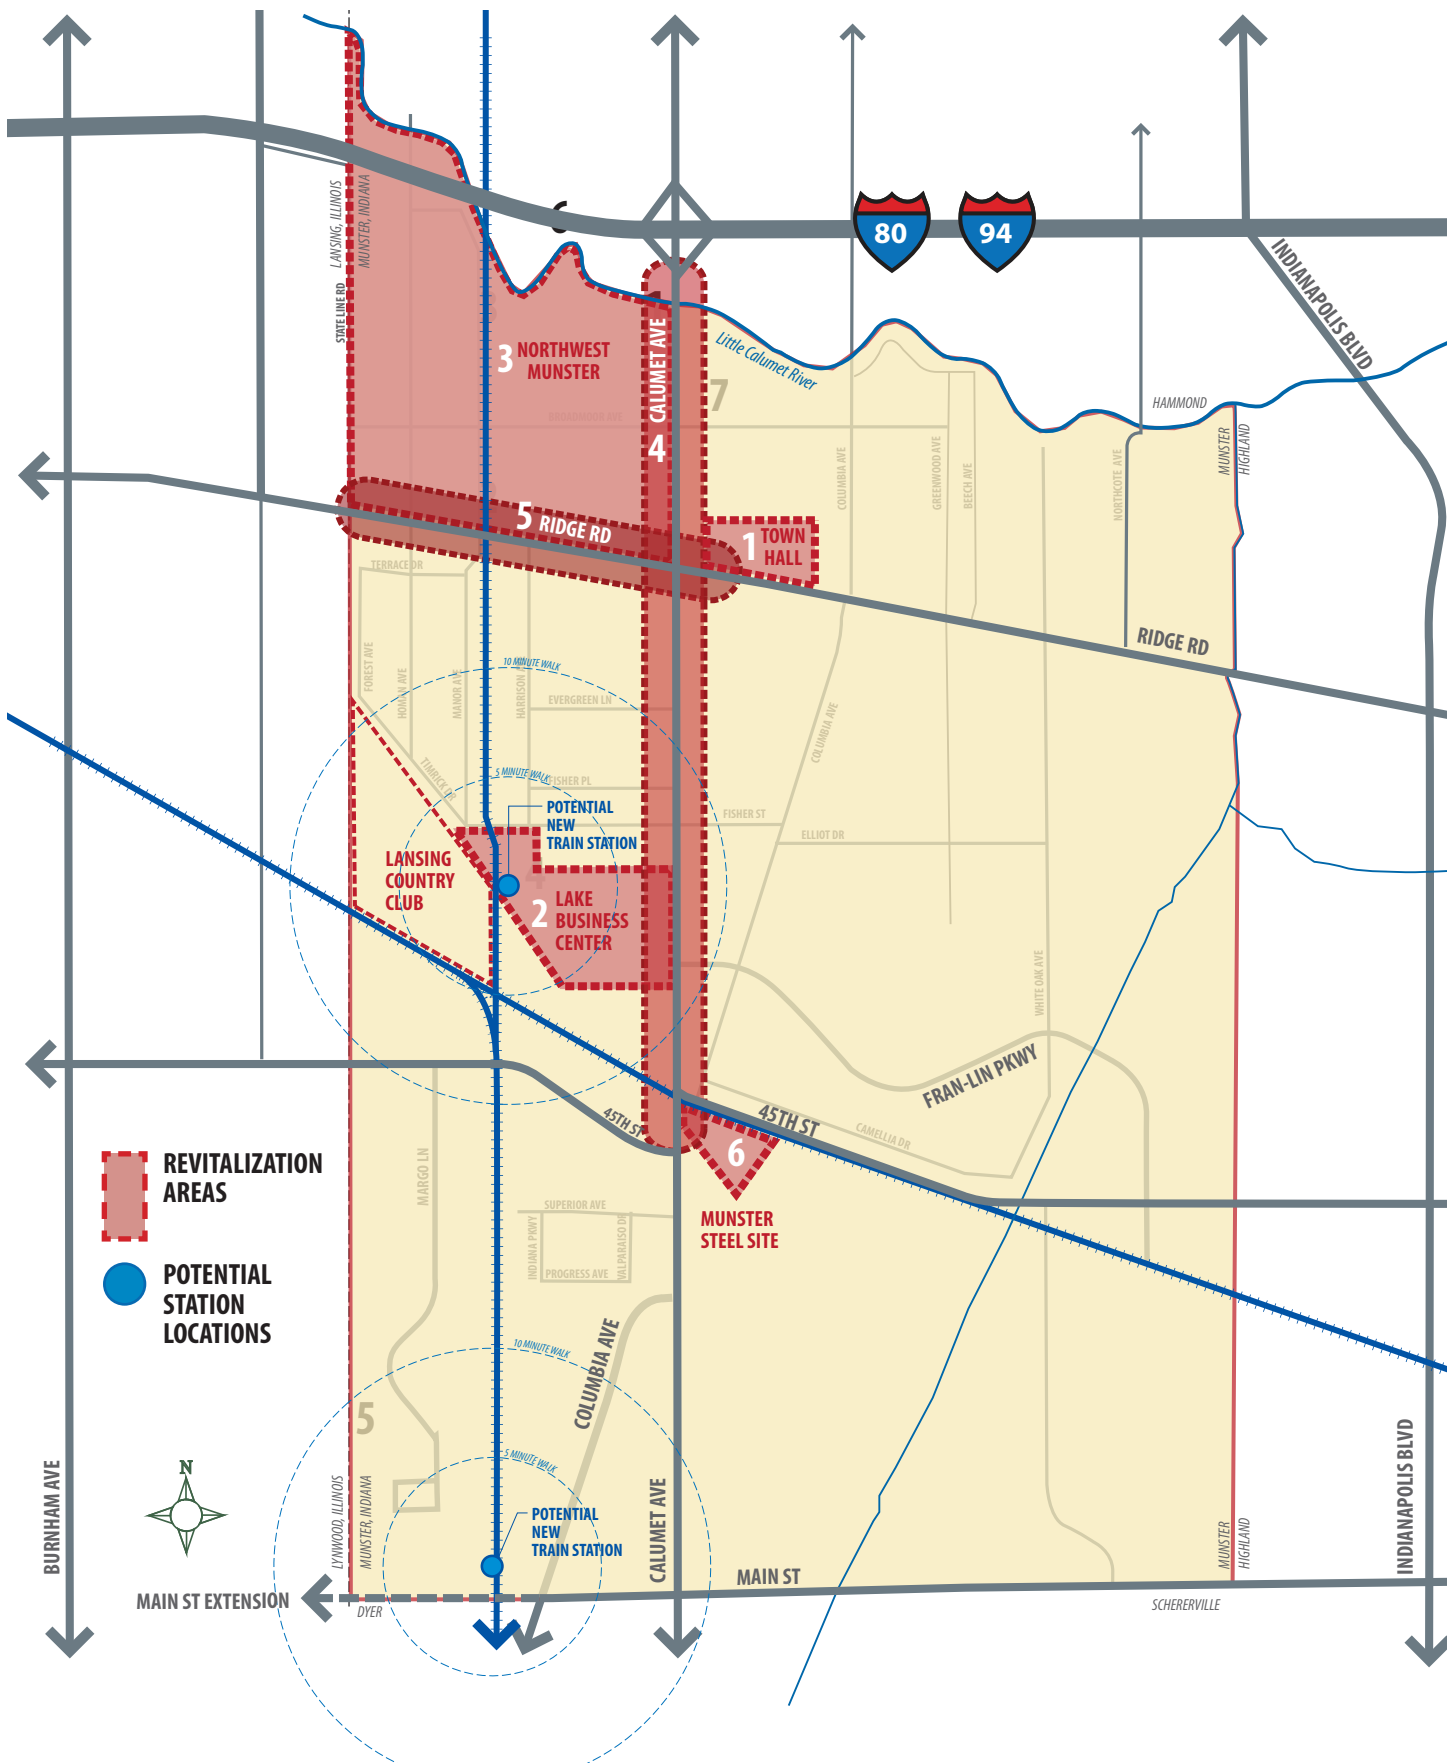 80
94
LANSING, ILLINOIS
MUNSTER, INDIANA
STATE LINE RD
INDIANAPOLIS BLVD
3 NORTHWEST
MUNSTER
CALUMET AVE
4
Little Calumet River
7
HAMMOND
MUNSTER
HIGHLAND
COLUMBIA AVE
GREENWOOD AVE
BEECH AVE
NORTHCOTE AVE
5 RIDGE RD
1 TOWN
HALL
TERRACE DR
RIDGE RD
FOREST AVE
HOMAN AVE
MANOR AVE
HARRISON AVE
10 MINUTE WALK
EVERGREEN LN
COLUMBIA AVE
TIMRICK DR
5 MINUTE WALK
FISHER PL
POTENTIAL
NEW
TRAIN STATION
FISHER ST
ELLIOT DR
LANSING
COUNTRY
CLUB
4
2 LAKE
BUSINESS
CENTER
WHITE OAK AVE
FRAN-LIN PKWY
45TH ST
45TH ST
CAMELLIA DR
6
MUNSTER
STEEL SITE
REVITALIZATION
AREAS
MARGO LN
SUPERIOR AVE
INDIANA PKWY
VALPARAISO DR
PROGRESS AVE
POTENTIAL
STATION
LOCATIONS
10 MINUTE WALK
COLUMBIA AVE
5
5 MINUTE WALK
N
BURNHAM AVE
LYNWOOD, ILLINOIS
MUNSTER, INDIANA
POTENTIAL
NEW
TRAIN STATION
CALUMET AVE
MAIN ST
MUNSTER
HIGHLAND
INDIANAPOLIS BLVD
MAIN ST EXTENSION
DYER
SCHERERVILLE